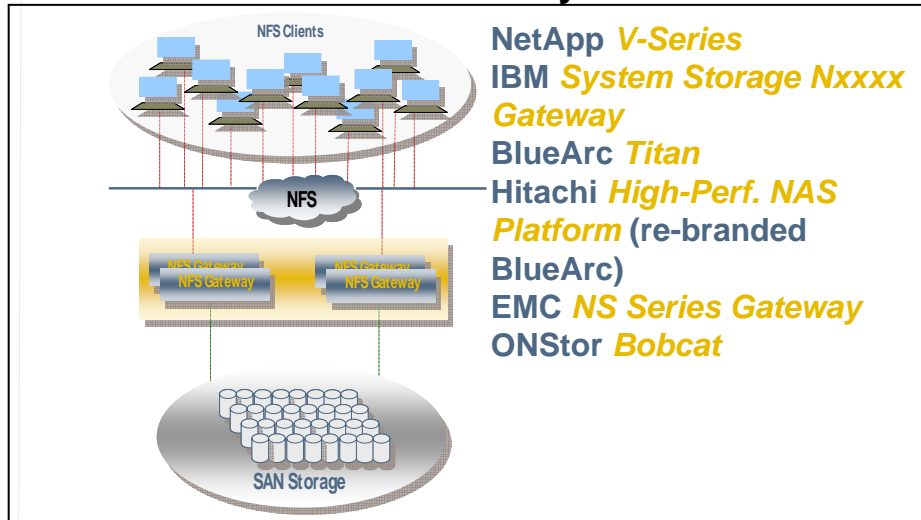 NFS Clients
NFS
NFS Gateway
NFS Gateway
NFS Gateway
NFS Gateway
SAN Storage
NetApp V-Series
IBM System Storage Nxxxx
Gateway
BlueArc Titan
Hitachi High-Perf. NAS
Platform (re-branded
BlueArc)
EMC NS Series Gateway
ONStor Bobcat